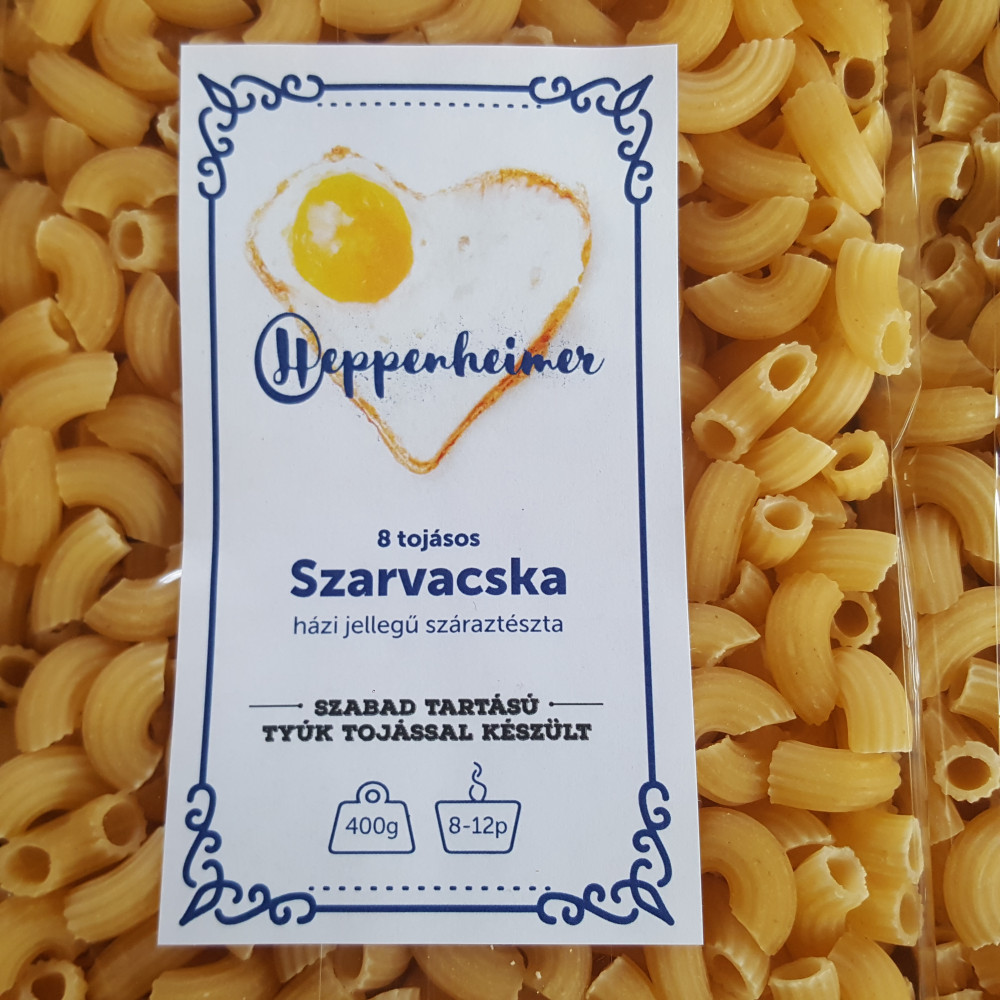 Heppenheimer
8 tojásos
Szarvacska
házi jellegű száraztészta
SZABAD TARTÁSÚ
TYÚK TOJÁSSAL KÉSZÜLT
400g 8-12p